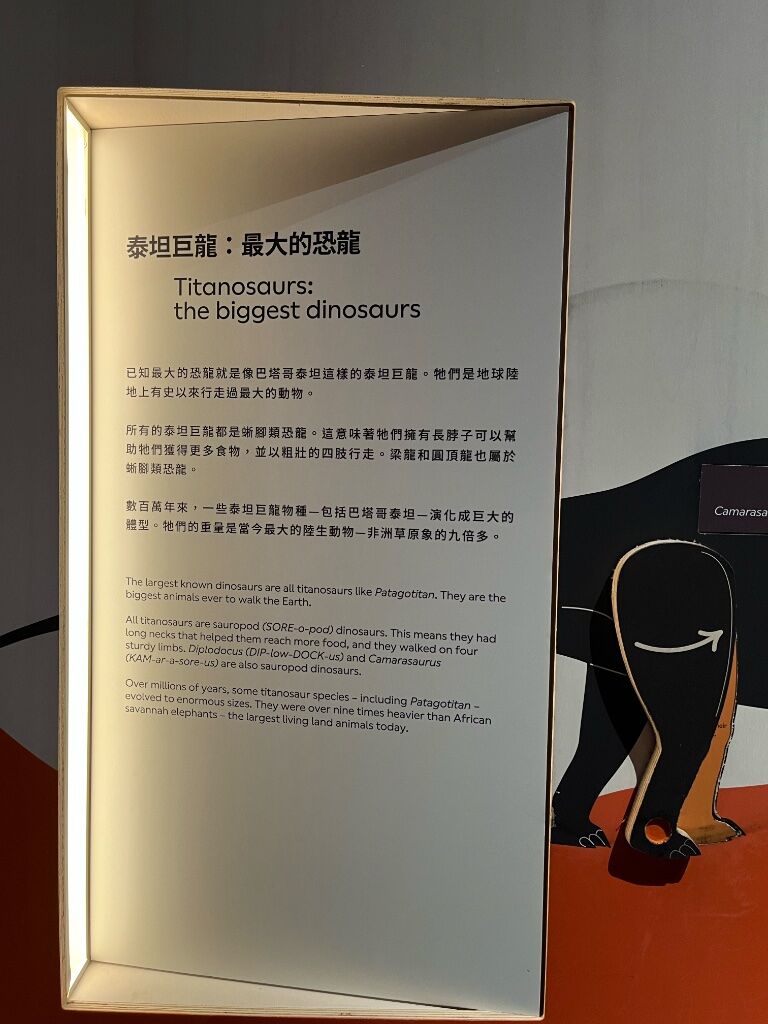 泰坦巨龍：最大的恐龍
Titanosaurs:
the biggest dinosaurs
已知最大的恐龍就是像巴塔哥泰坦這樣的泰坦巨龍。牠們是地球陸
地上有史以來行走過最大的動物。
所有的泰坦巨龍都是蜥腳類恐龍。這意味著牠們擁有長脖子可以幫
助牠們獲得更多食物，並以粗壯的四肢行走。梁龍和圓頂龍也屬於
蜥腳類恐龍。
數百萬年來，一些泰坦巨龍物種—包括巴塔哥泰坦—演化成巨大的
體型。牠們的重量是當今最大的陸生動物—非洲草原象的九倍多。
The largest known dinosaurs are all titanosaurs like Patagotitan. They are the
biggest animals ever to walk the Earth.
All titanosaurs are sauropod (SORE-o-pod) dinosaurs. This means they had
long necks that helped them reach more food, and they walked on four
sturdy limbs. Diplodocus (DIP-low-DOCK-us) and Camarasaurus
(KAM-ar-a-sore-us) are also sauropod dinosaurs.
Over millions of years, some titanosaur species – including Patagotitan –
evolved to enormous sizes. They were over nine times heavier than African
savannah elephants – the largest living land animals today.
Camarasa